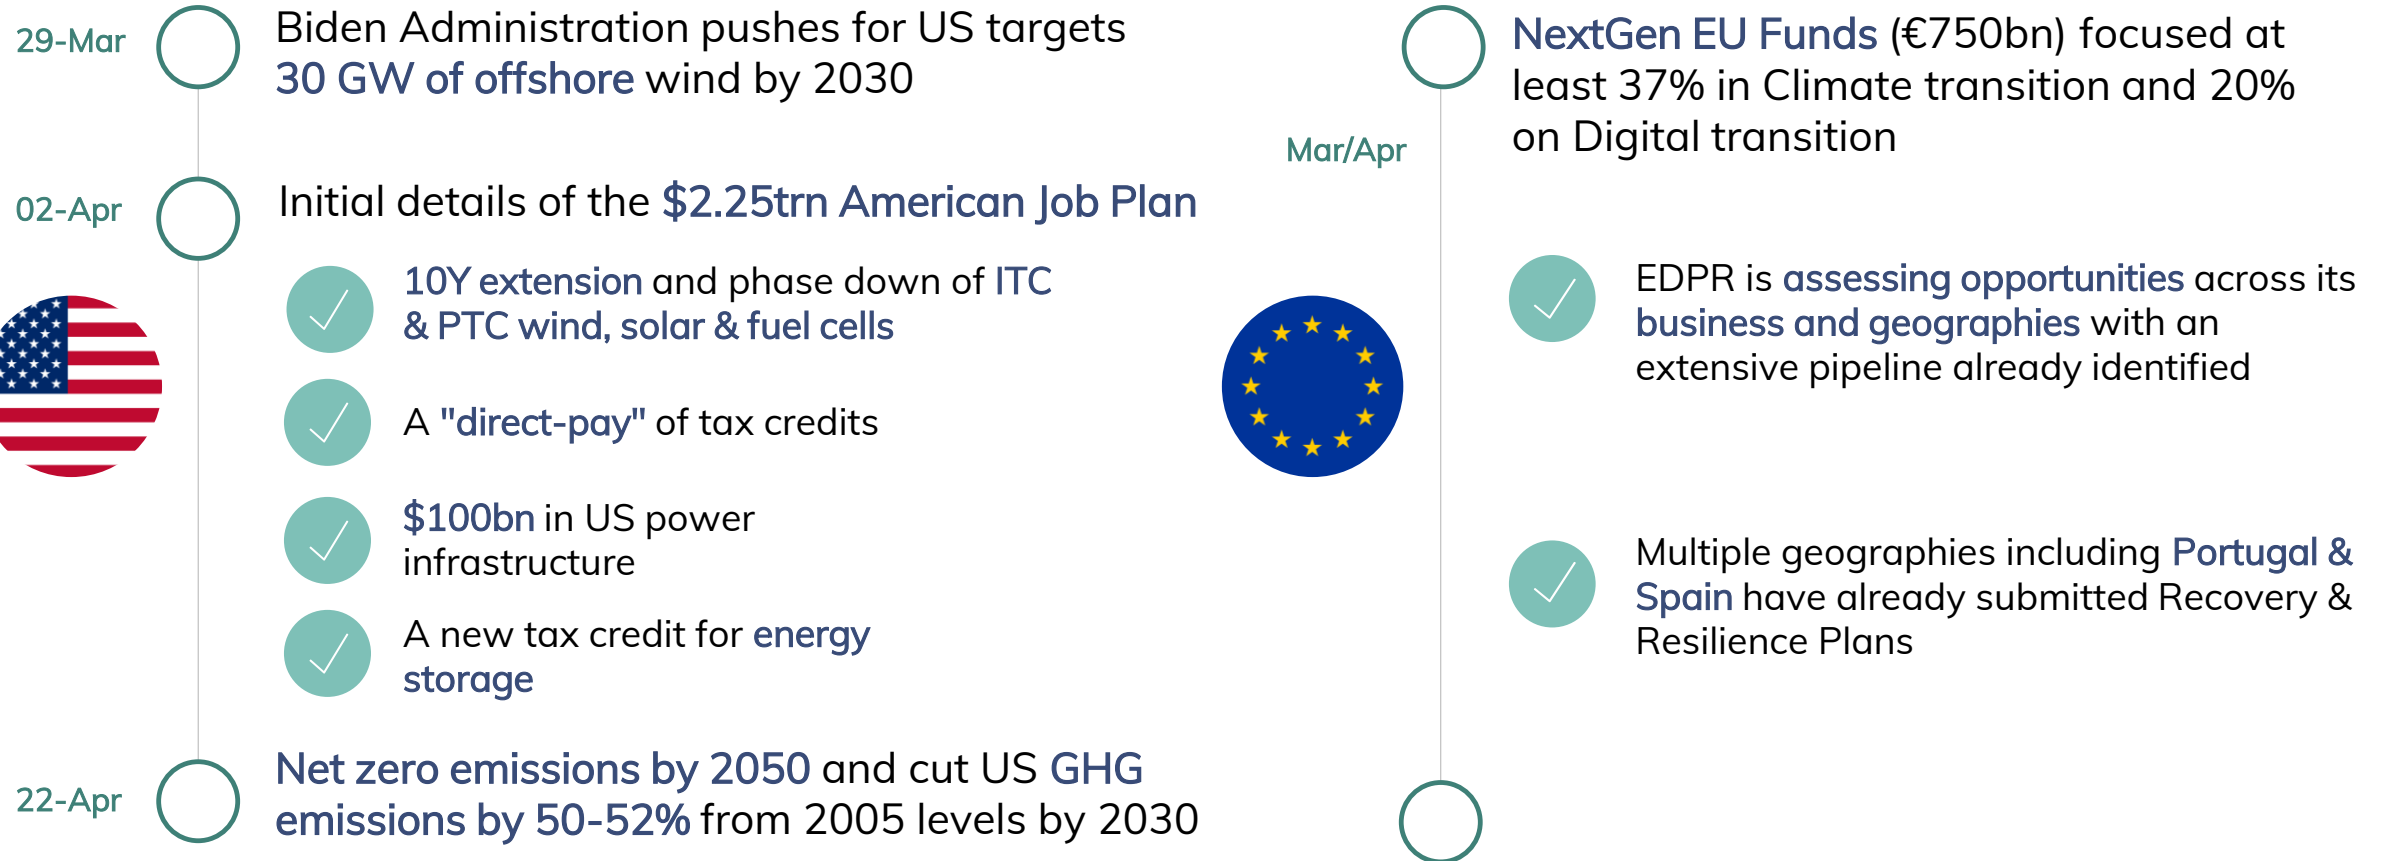 29-Mar
Biden Administration pushes for US targets
30 GW of offshore wind by 2030
02-Apr
Initial details of the $2.25trn American Job Plan
10Y extension and phase down of ITC
& PTC wind, solar & fuel cells
A "direct-pay" of tax credits
$100bn in US power
infrastructure
A new tax credit for energy
storage
22-Apr
Net zero emissions by 2050 and cut US GHG
emissions by 50-52% from 2005 levels by 2030
Mar/Apr
NextGen EU Funds (€750bn) focused at
least 37% in Climate transition and 20%
on Digital transition
EDPR is assessing opportunities across its
business and geographies with an
extensive pipeline already identified
Multiple geographies including Portugal &
Spain have already submitted Recovery &
Resilience Plans